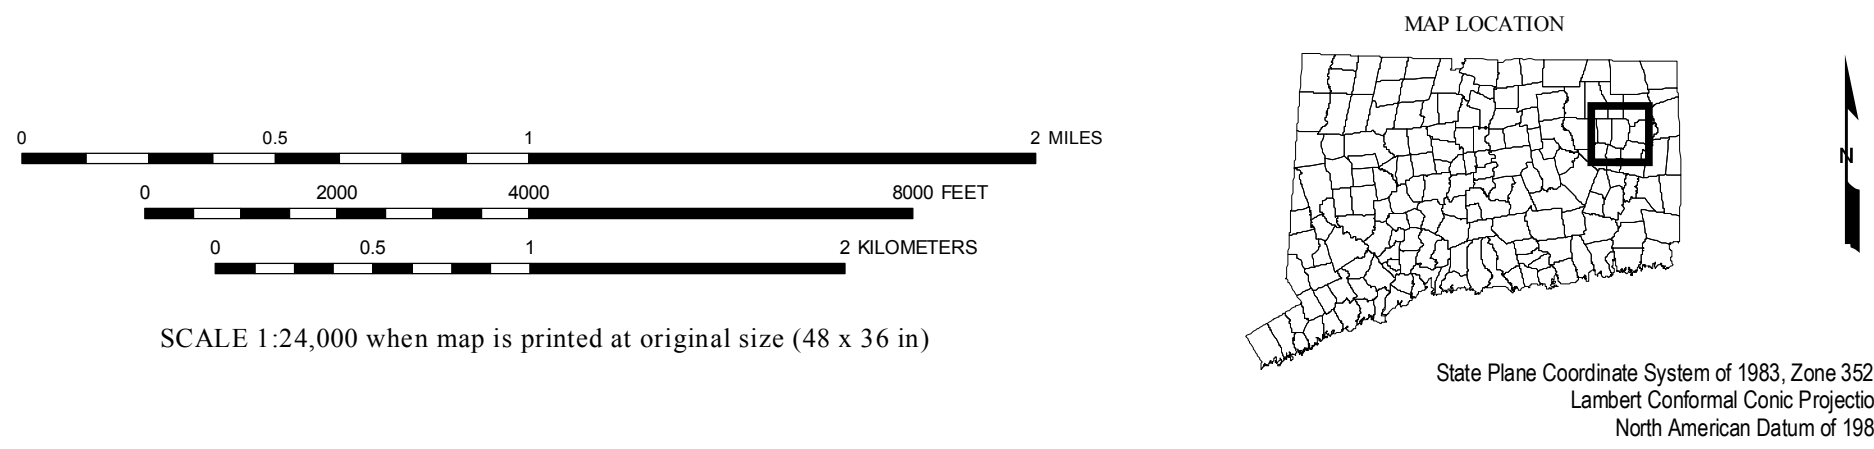 MAP LOCATION
0 0.5 1 2 MILES
0 2000 4000 8000 FEET
0 0.5 1 2 KILOMETERS
SCALE 1:24,000 when map is printed at original size (48 x 36 in)
N
State Plane Coordinate System of 1983, Zone 352
Lambert Conformal Conic Projectio
North American Datum of 198